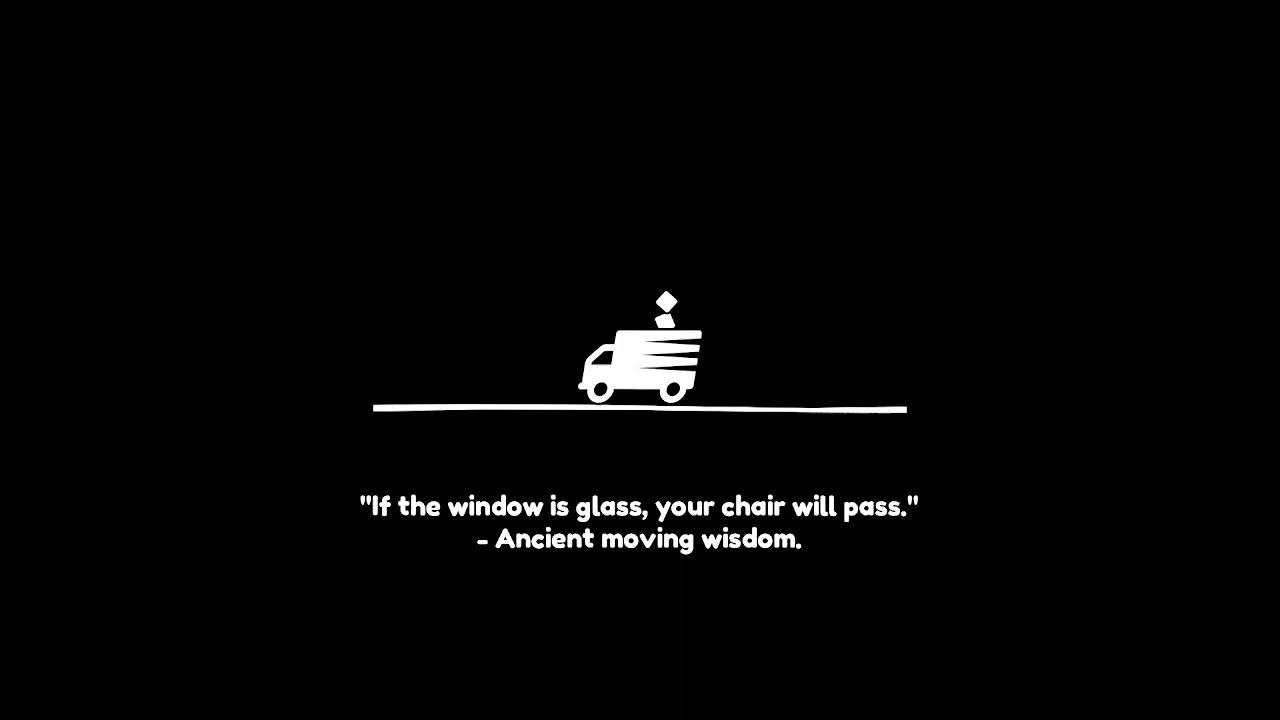 "If the window is glass, your chair will pass."
- Ancient moving wisdom.